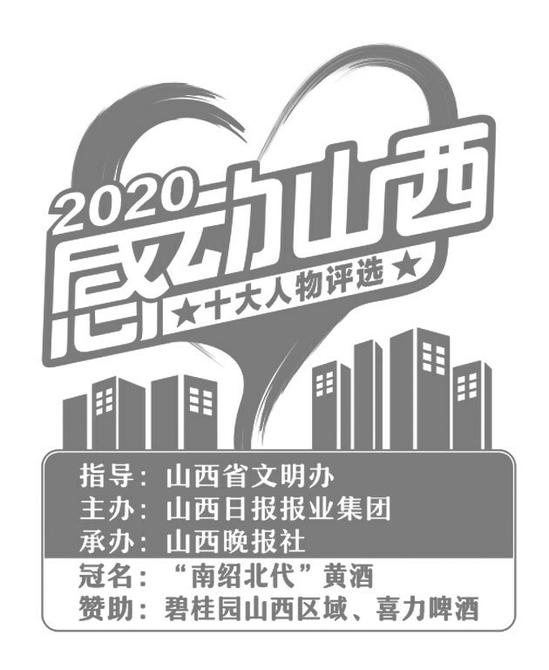 2020
感动山西
★十大人物评选★
指导：山西省文明办
主办：山西日报报业集团
承办：山西晚报社
冠名：“南绍北代”黄酒
赞助：碧桂园山西区域、喜力啤酒